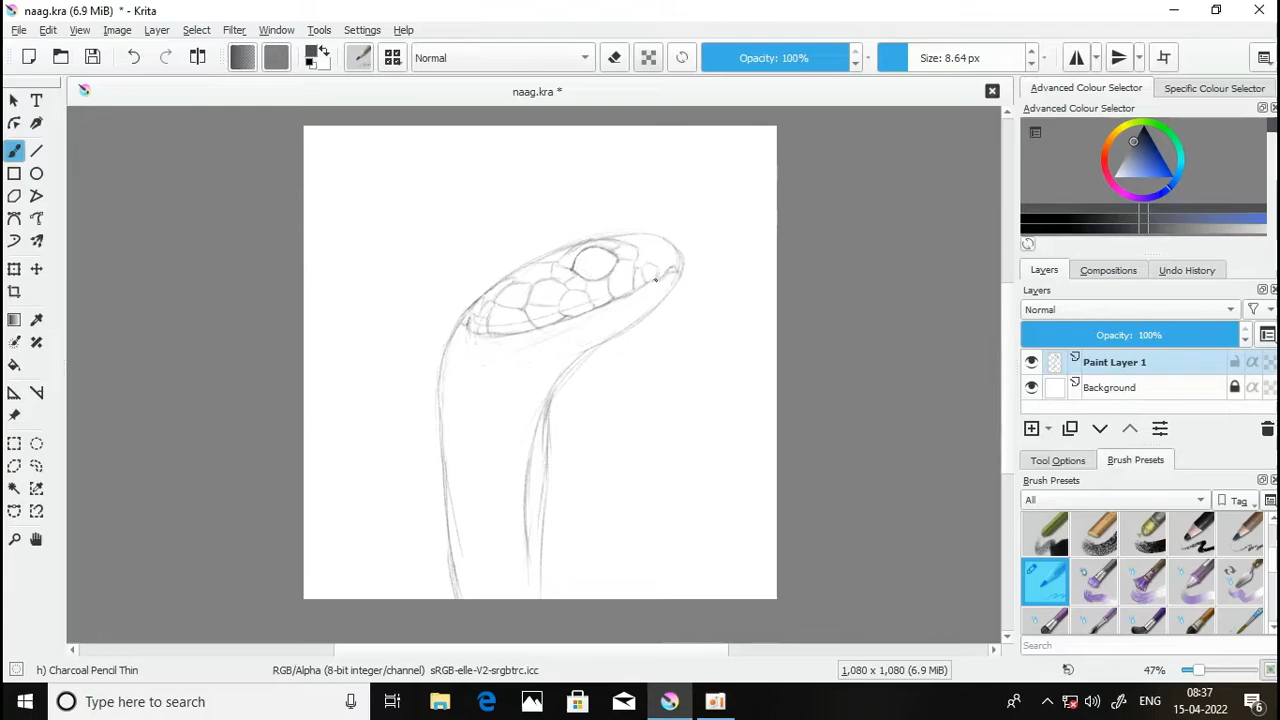 naag.kra (6.9 MiB) * - Krita
File Edit View Image Layer Select Filter Window Tools Settings Help
Normal
Opacity: 100%
Size: 8.64 px
naag.kra *
Advanced Colour Selector
Specific Colour Selector
Advanced Colour Selector
Layers
Compositions
Undo History
Layers
Normal
Opacity: 100%
Paint Layer 1
Background
Tool Options
Brush Presets
Brush Presets
All
Tag
Search
h) Charcoal Pencil Thin
RGB/Alpha (8-bit integer/channel) sRGB-elle-V2-srgbtrc.icc
1,080 x 1,080 (6.9 MiB)
47%
Type here to search
ENG
08:37
15-04-2022
6